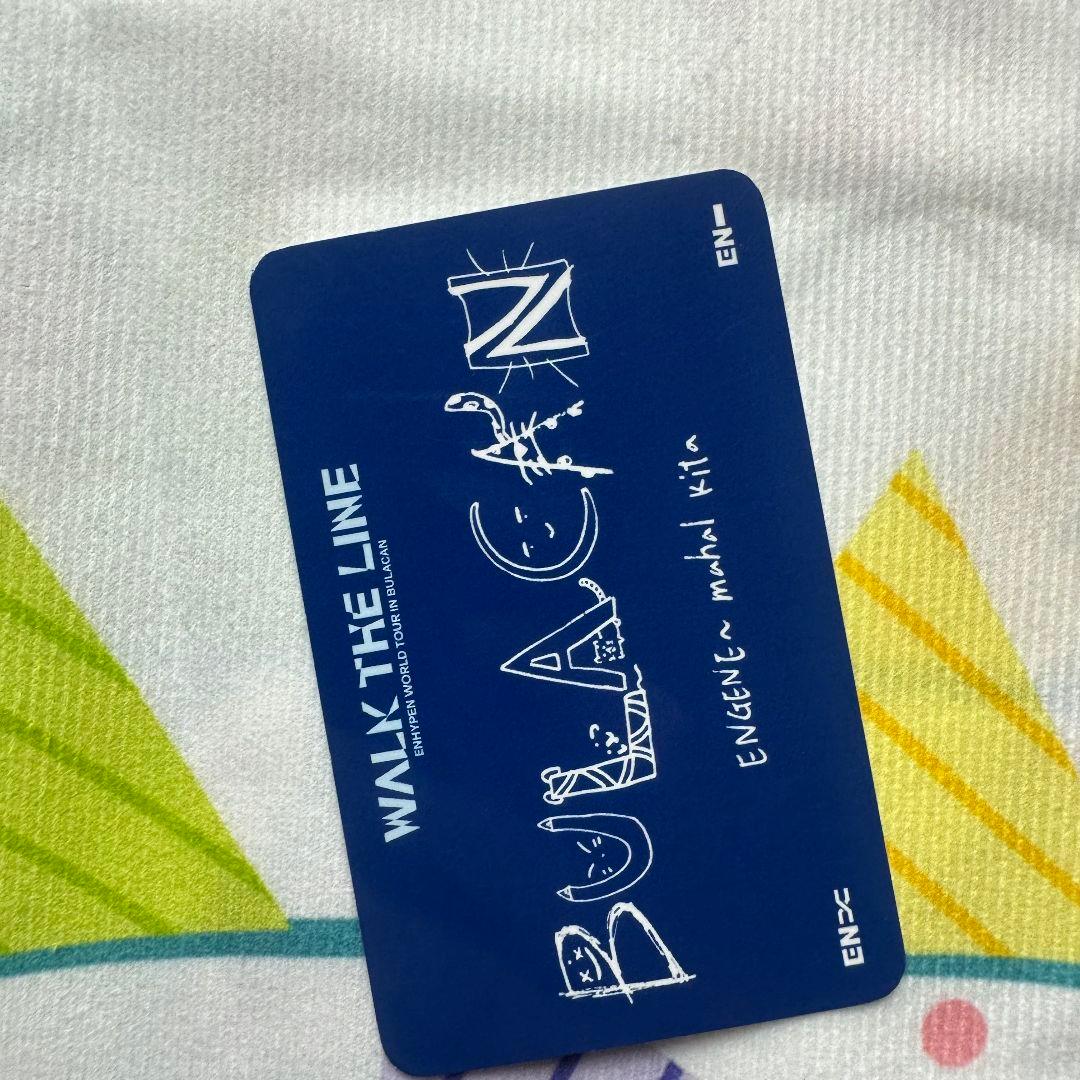 WALK THE LINE
ENHYPEN WORLD TOUR IN BULACAN
BULACAN
ENGENE~ mahal kita
EN
EN-